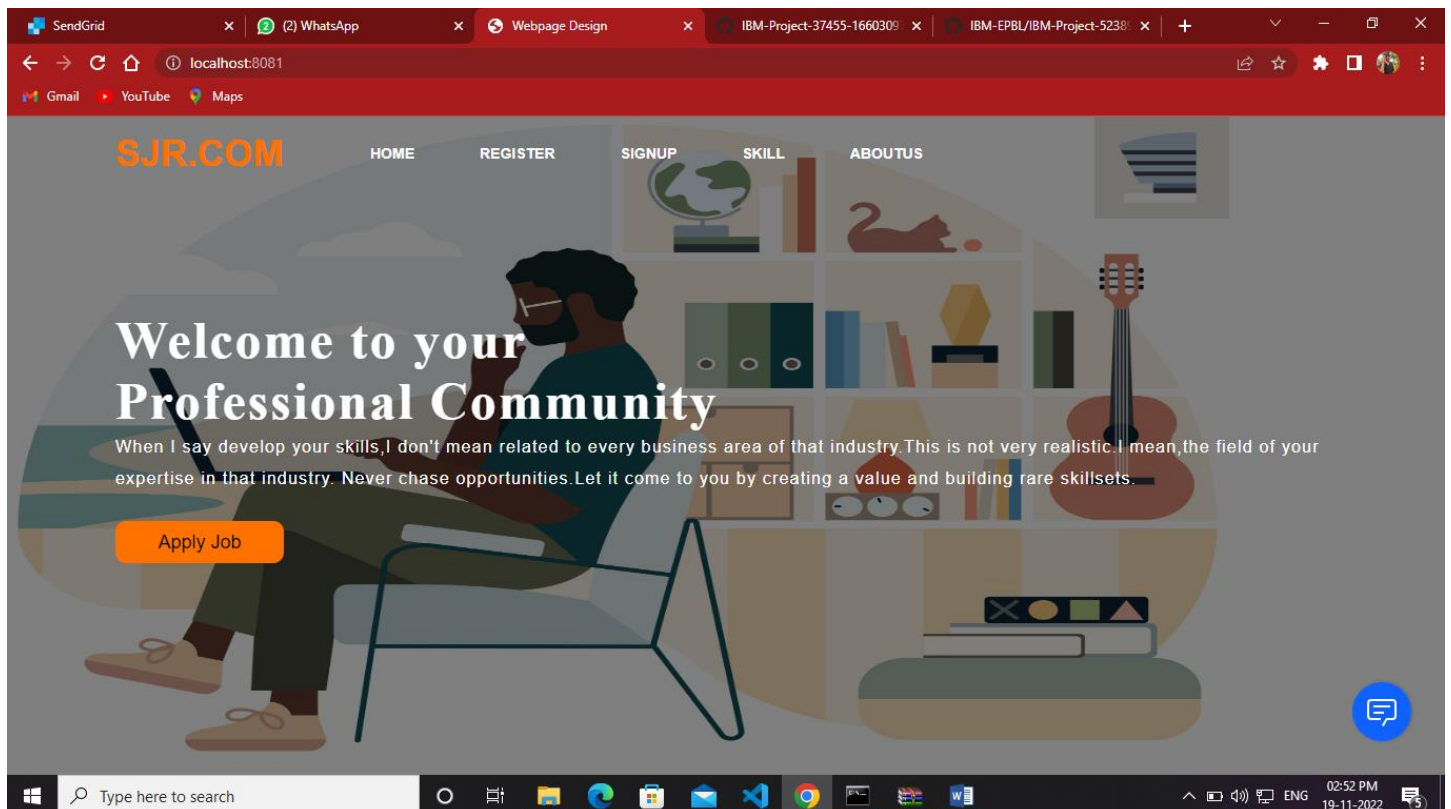 SendGrid
2 (2) WhatsApp
Webpage Design
IBM-Project-37455-1660309
IBM-EPBL/IBM-Project-5238
localhost:8081
Gmail YouTube Maps
SJR.COM HOME REGISTER SIGNUP SKILL ABOUTUS
Welcome to your
Professional Community
When I say develop your skills,I don't mean related to every business area of that industry.This is not very realistic.I mean,the field of your
expertise in that industry. Never chase opportunities.Let it come to you by creating a value and building rare skillsets.
Apply Job
Type here to search
ENG
02:52 PM
19-11-2022
5